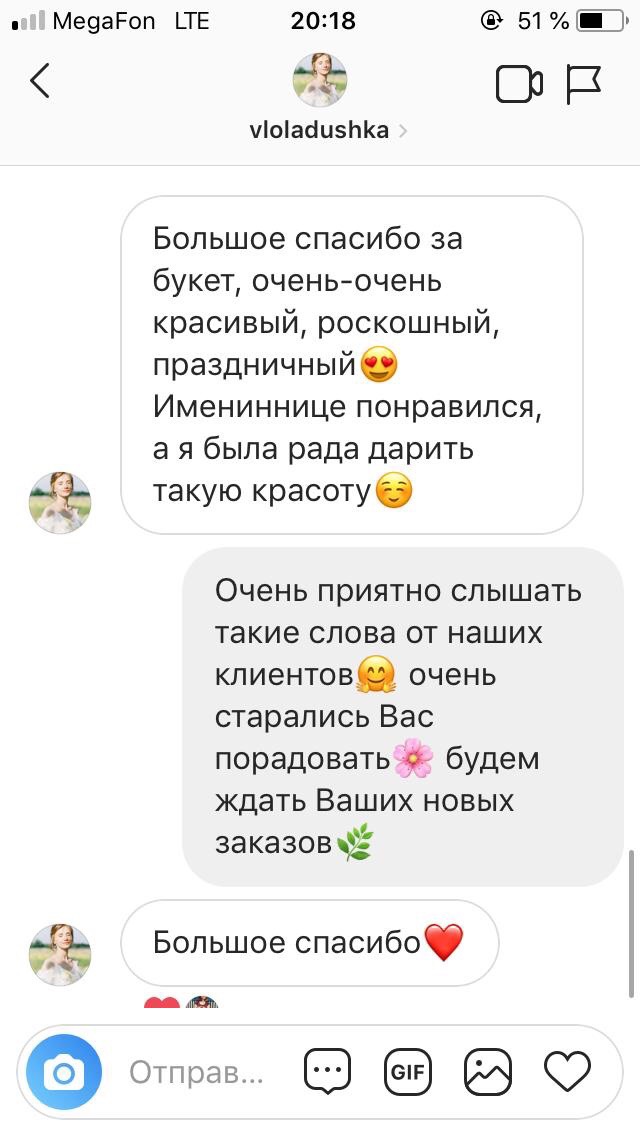 MegaFon LTE 20:18 51 %
vloladushka
Большое спасибо за
букет, очень-очень
красивый, роскошный,
праздничный😍
Имениннице понравился,
а я была рада дарить
такую красоту☺️
Очень приятно слышать
такие слова от наших
клиентов🤗 очень
старались Вас
порадовать🌸 будем
ждать Ваших новых
заказов🌿
Большое спасибо❤️
Отправ... GIF